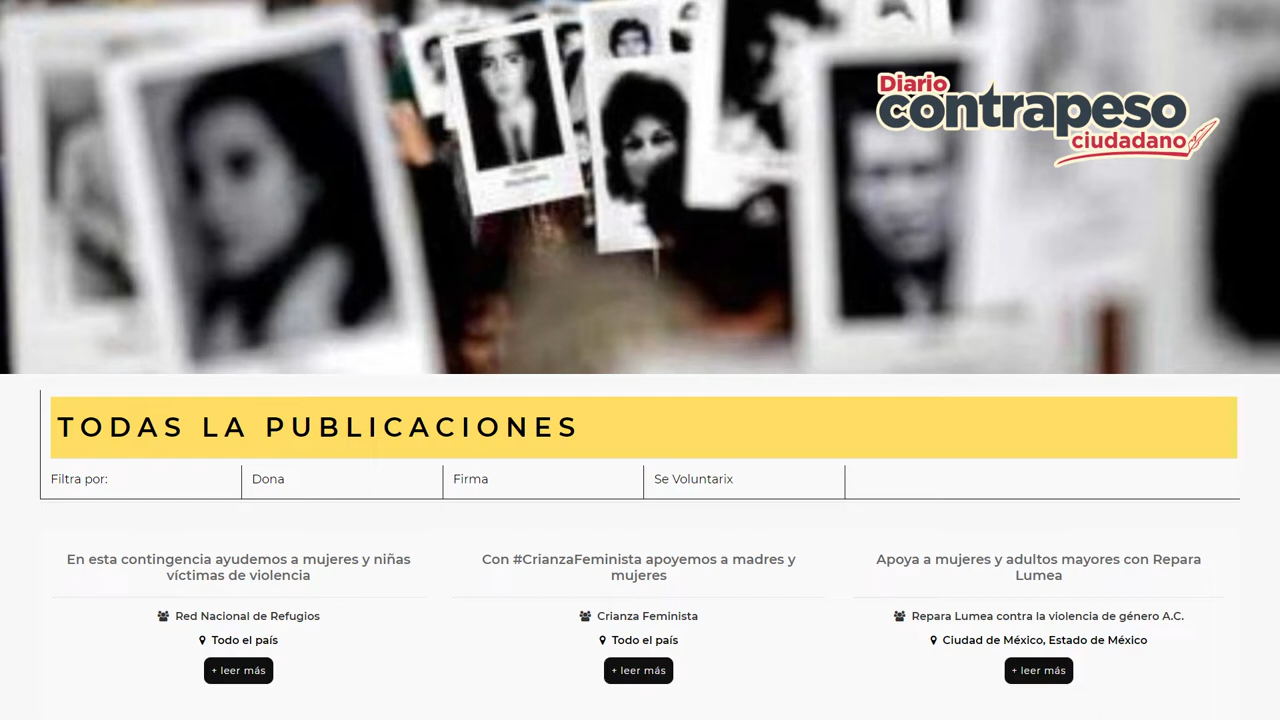 Diario
contrapeso
ciudadano
TODAS LA PUBLICACIONES
Filtra por:
Dona
Firma
Se Voluntarix
En esta contingencia ayudemos a mujeres y niñas
víctimas de violencia
Red Nacional de Refugios
Todo el país
+ leer más
Con #CrianzaFeminista apoyemos a madres y
mujeres
Crianza Feminista
Todo el país
+ leer más
Apoya a mujeres y adultos mayores con Repara
Lumea
Repara Lumea contra la violencia de género A.C.
Ciudad de México, Estado de México
+ leer más